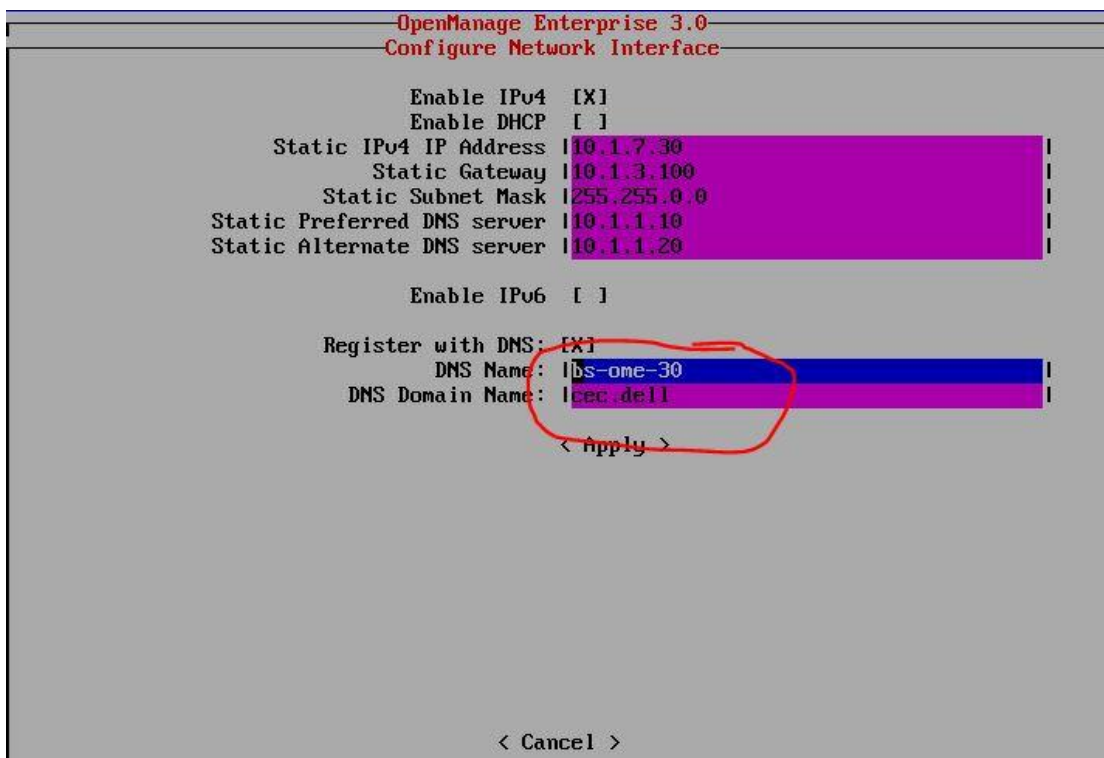 OpenManage Enterprise 3.0
Configure Network Interface
Enable IPv4 [X]
Enable DHCP [ ]
Static IPv4 IP Address 10.1.7.30
Static Gateway 10.1.3.100
Static Subnet Mask 255.255.0.0
Static Preferred DNS server 10.1.1.10
Static Alternate DNS server 10.1.1.20
Enable IPv6 [ ]
Register with DNS: [X]
DNS Name: bs-ome-30
DNS Domain Name: cec.dell
< Apply >
< Cancel >